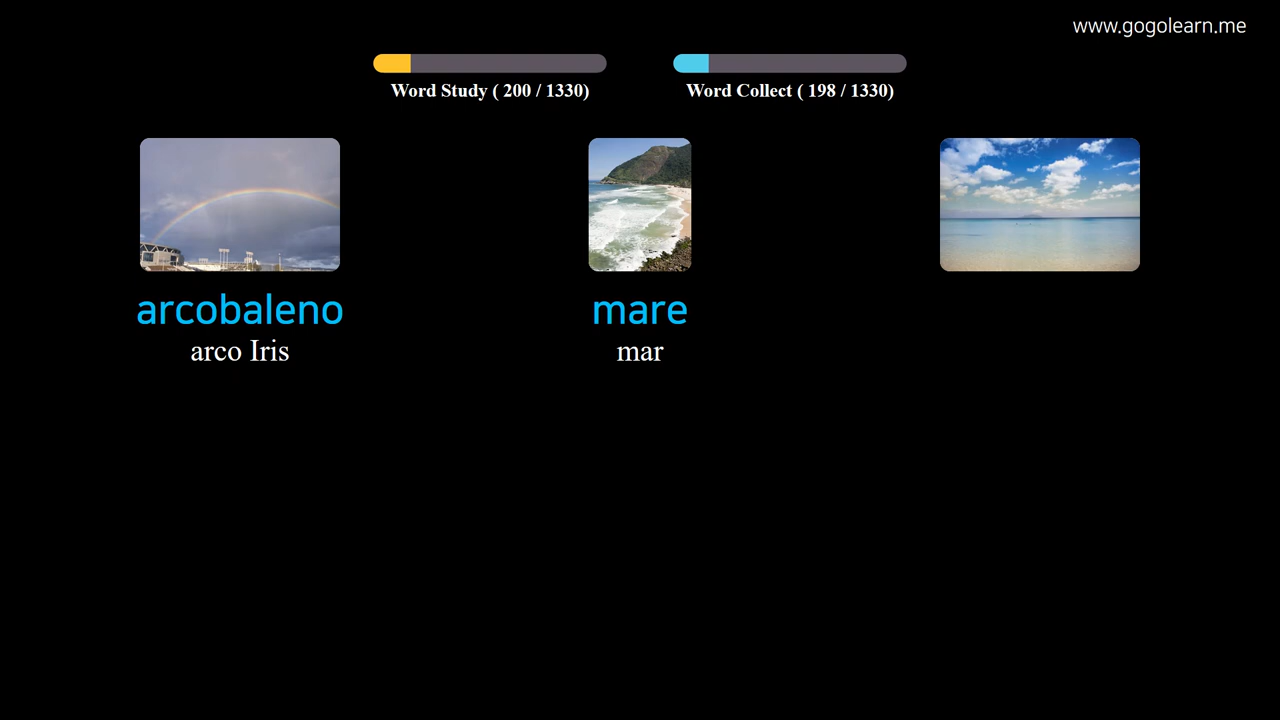 www.gogolearn.me
Word Study ( 200 / 1330)
Word Collect ( 198 / 1330)
arcobaleno
arco Iris
mare
mar